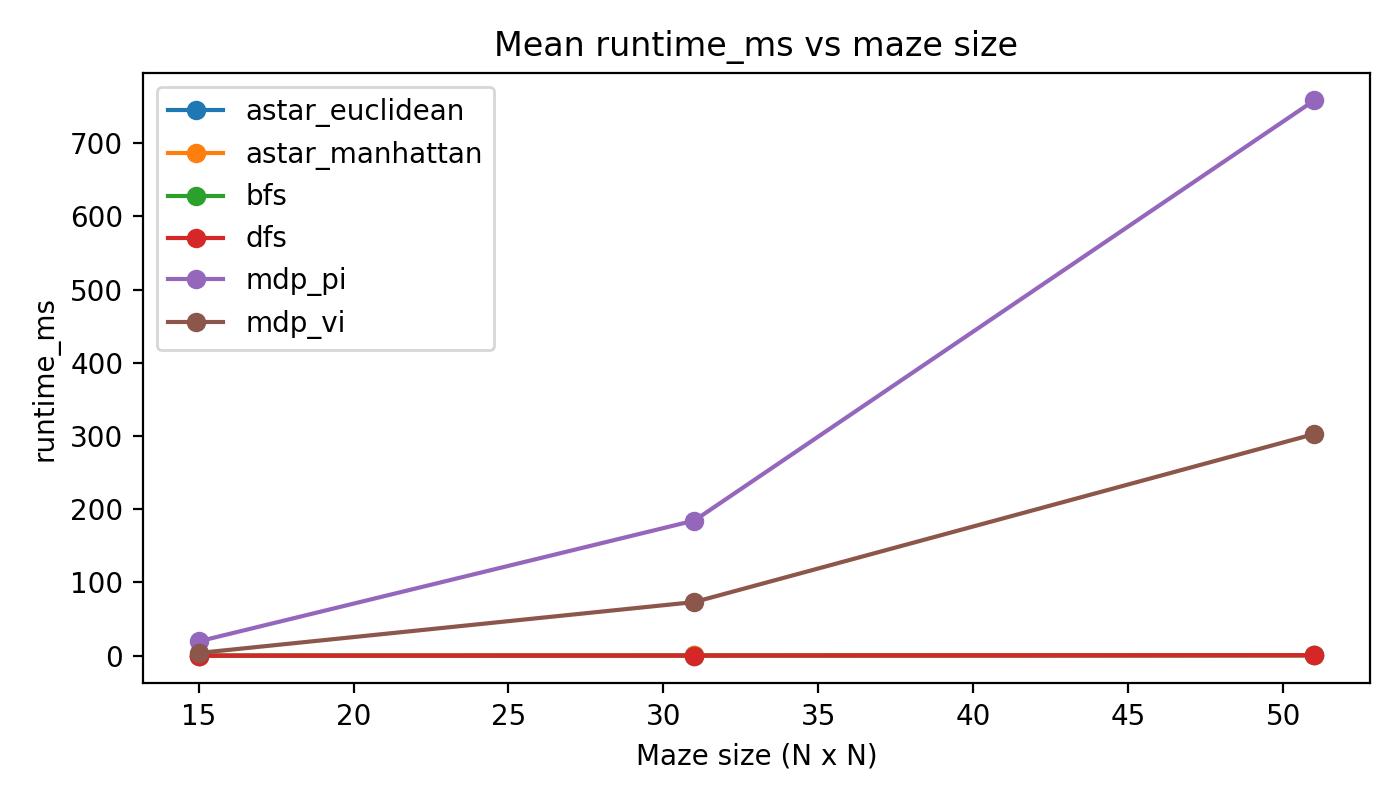 Mean runtime_ms vs maze size
astar_euclidean
astar_manhattan
bfs
dfs
mdp_pi
mdp_vi
runtime_ms
700
600
500
400
300
200
100
0
15 20 25 30 35 40 45 50
Maze size (N x N)